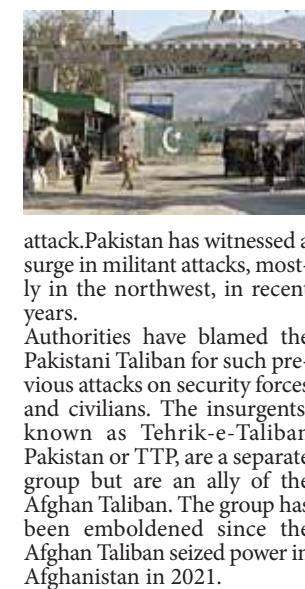 attack.Pakistan has witnessed a
surge in militant attacks, most-
ly in the northwest, in recent
years.
Authorities have blamed the
Pakistani Taliban for such pre-
vious attacks on security forces
and civilians. The insurgents,
known as Tehrik-e-Taliban
Pakistan or TTP, are a separate
group but are an ally of the
Afghan Taliban. The group has
been emboldened since the
Afghan Taliban seized power in
Afghanistan in 2021.